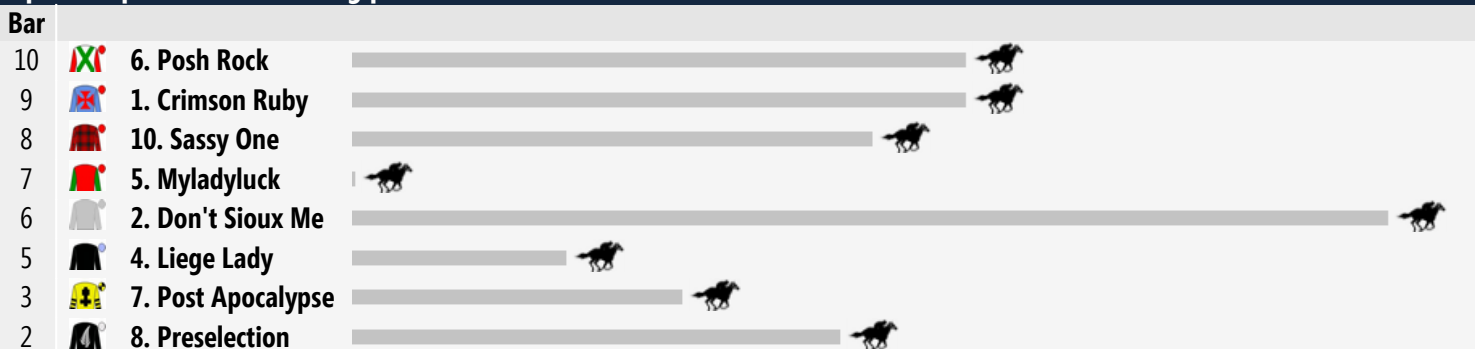 Bar
10 6. Posh Rock
9 1. Crimson Ruby
8 10. Sassy One
7 5. Myladyluck
6 2. Don't Sioux Me
5 4. Liege Lady
3 7. Post Apocalypse
2 8. Preselection